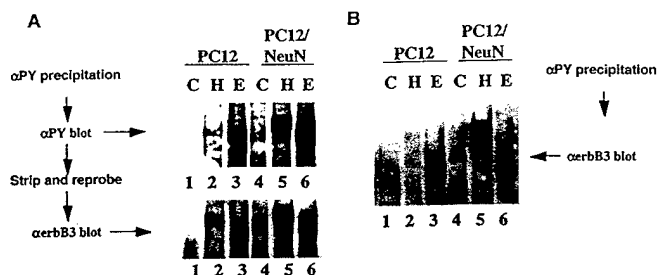 A
PC12
PC12/
NeuN
αPY precipitation
C H E C H E
αPY blot
1 2 3 4 5 6
Strip and reprobe
αerbB3 blot
1 2 3 4 5 6
B
PC12
PC12/
NeuN
C H E C H E
αPY precipitation
αerbB3 blot
1 2 3 4 5 6